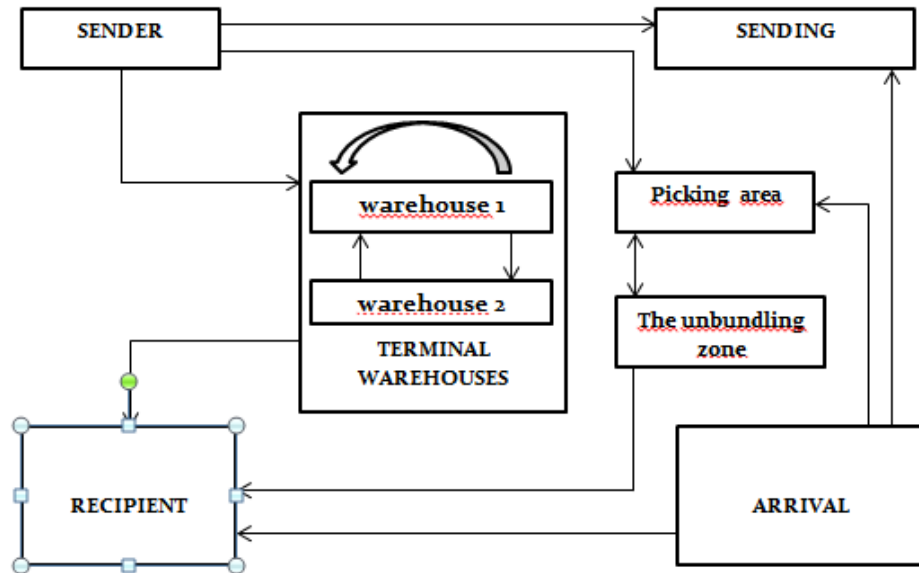 SENDER
SENDING
warehouse 1
Picking area
warehouse 2
The unbundling
zone
TERMINAL
WAREHOUSES
RECIPIENT
ARRIVAL